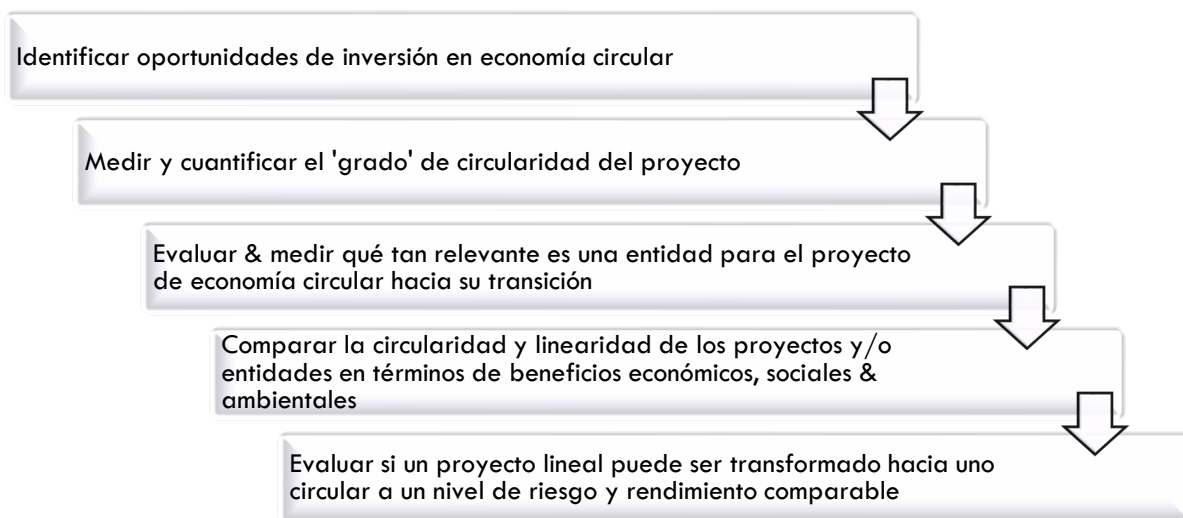 Identificar oportunidades de inversión en economía circular
Medir y cuantificar el 'grado' de circularidad del proyecto
Evaluar & medir qué tan relevante es una entidad para el proyecto
de economía circular hacia su transición
Comparar la circularidad y linearidad de los proyectos y/o
entidades en términos de beneficios económicos, sociales &
ambientales
Evaluar si un proyecto lineal puede ser transformado hacia uno
circular a un nivel de riesgo y rendimiento comparable